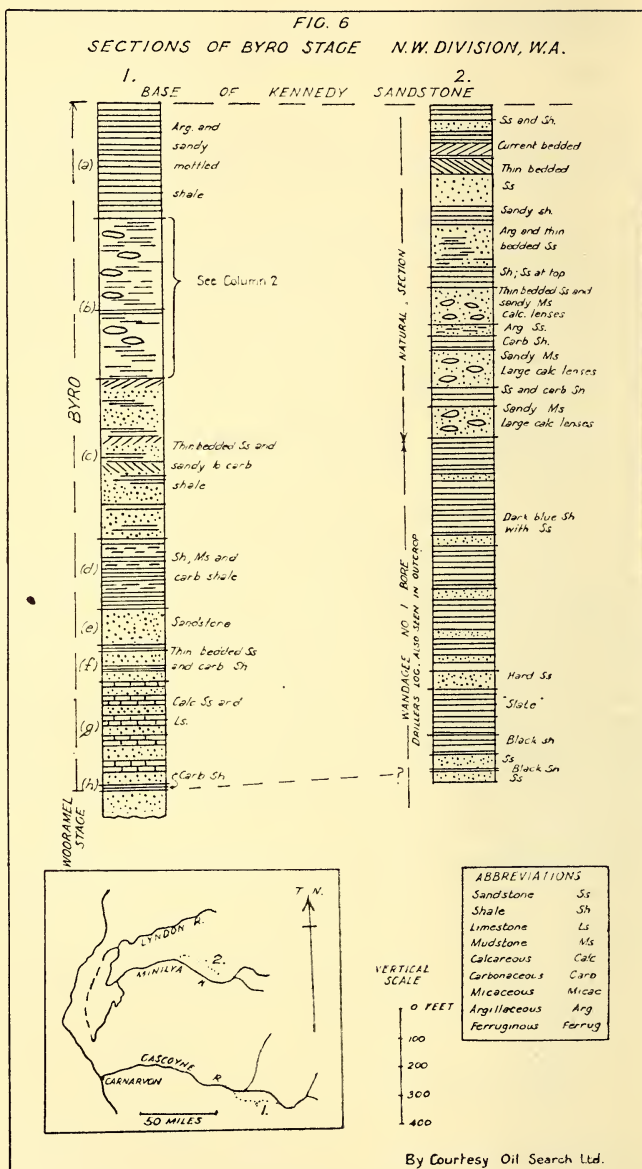 FIG. 6
SECTIONS OF BYRO STAGE N.W. DIVISION, W.A.
1.
2.
BASE OF KENNEDY SANDSTONE
BYRO
WOORAMEL STAGE
(a)
Arg. and
sandy
mottled
shale
(b)
See Column 2
(c)
Thin bedded Ss and
sandy to carb
shale
(d)
Sh, Ms and
carb shale
(e)
Sandstone
(f)
Thin bedded Ss
and carb Sh
(g)
Calc Ss and
Ls.
(h)
Carb Sh
NATURAL SECTION
WANDAGEE NO 1 BORE
DRILLERS LOG. ALSO SEEN IN OUTCROP
Ss and Sh.
Current bedded
Thin bedded
Ss
Sandy sh.
Arg and thin
bedded Ss
Sh; Ss at top
Thin bedded Ss and
sandy Ms
calc. lenses
Arg Ss.
Carb Sh.
Sandy Ms
Large calc lenses
Ss and carb Sh
Sandy Ms
Large calc lenses
Dark blue Sh
with Ss
Hard Ss
"Slate"
Black sh
Ss
Black Sh
Ss
?
T N.
LYNDON R.
2.
MINILYA R
GASCOYNE R
CARNARVON
1.
50 MILES
VERTICAL
SCALE
0 FEET
100
200
300
400
ABBREVIATIONS
Sandstone Ss
Shale Sh
Limestone Ls
Mudstone Ms
Calcareous Calc
Carbonaceous Carb
Micaceous Micac
Argillaceous Arg
Ferruginous Ferrug
By Courtesy Oil Search Ltd.